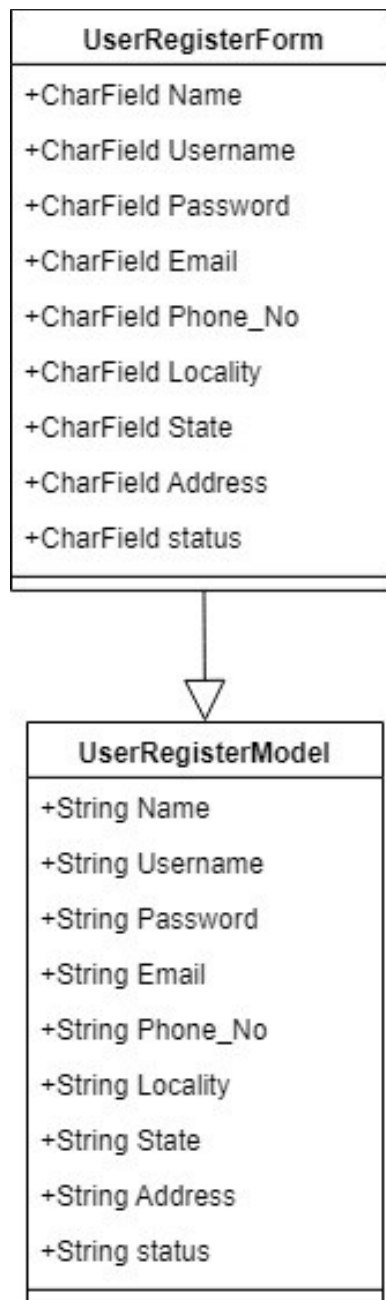 UserRegisterForm
+CharField Name
+CharField Username
+CharField Password
+CharField Email
+CharField Phone_No
+CharField Locality
+CharField State
+CharField Address
+CharField status
UserRegisterModel
+String Name
+String Username
+String Password
+String Email
+String Phone_No
+String Locality
+String State
+String Address
+String status